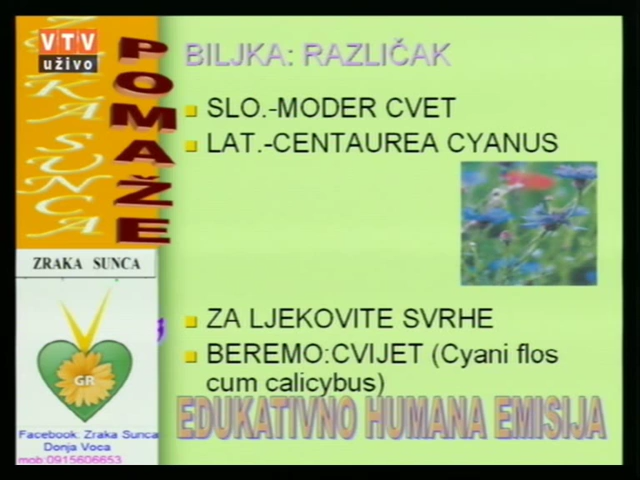 VTV
uživo
ZRAKA SUNCA
POMAŽE
BILJKA: RAZLIČAK
SLO.-MODER CVET
LAT.-CENTAUREA CYANUS
ZA LJEKOVITE SVRHE
BEREMO:CVIJET (Cyani flos
cum calicybus)
EDUKATIVNO HUMANA EMISIJA
ZRAKA SUNCA
GR
Facebook: Zraka Sunca
Donja Voca
mob:0915606653